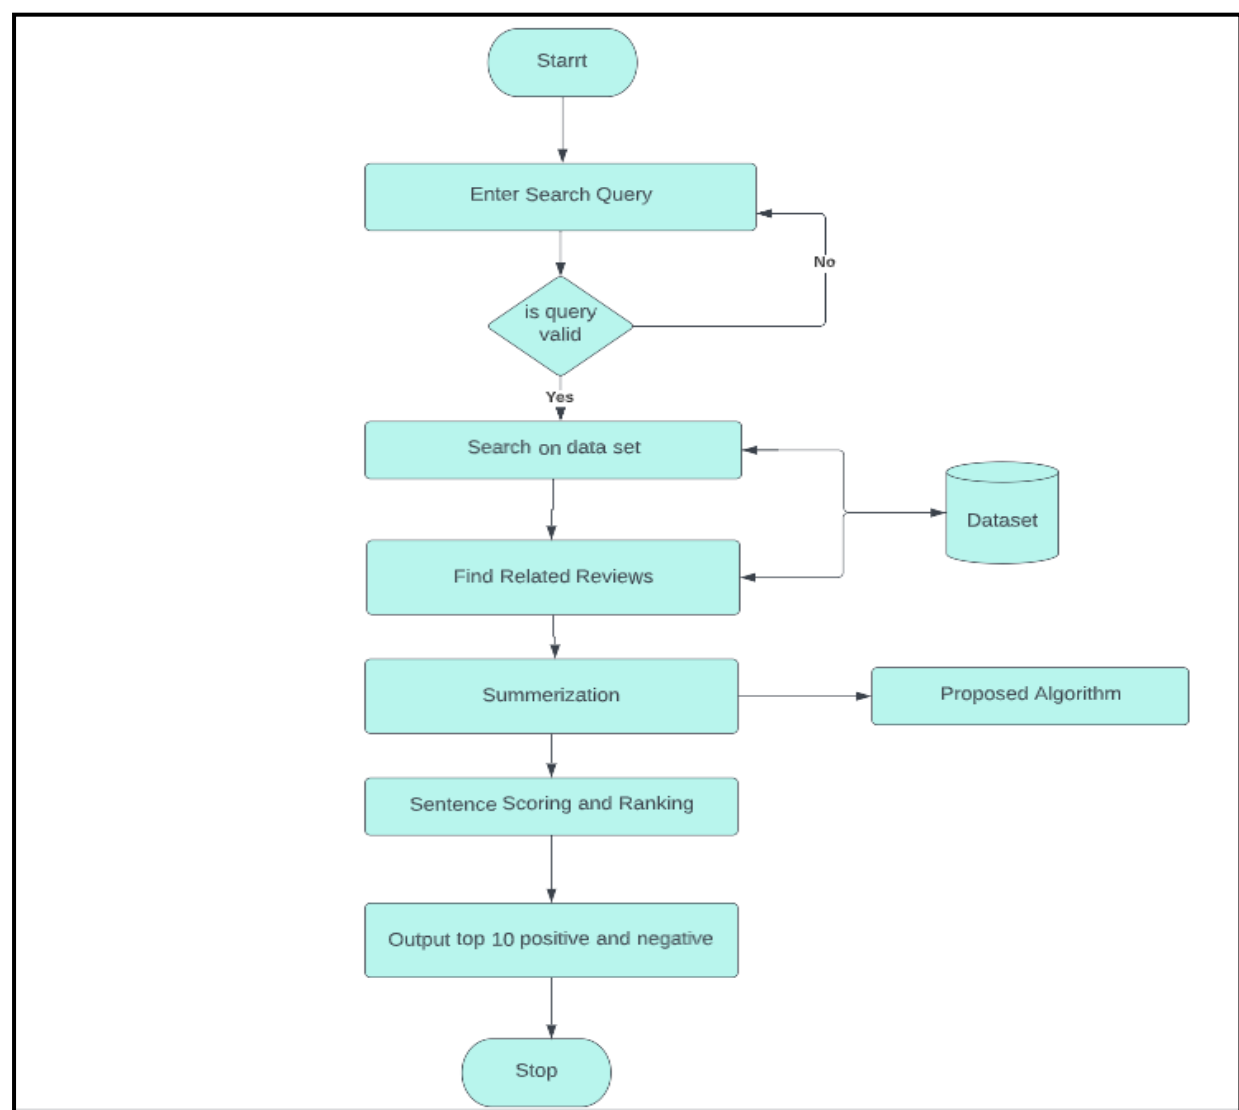 Starrt
Enter Search Query
No
is query
valid
Yes
Search on data set
Dataset
Find Related Reviews
Summerization
Proposed Algorithm
Sentence Scoring and Ranking
Output top 10 positive and negative
Stop